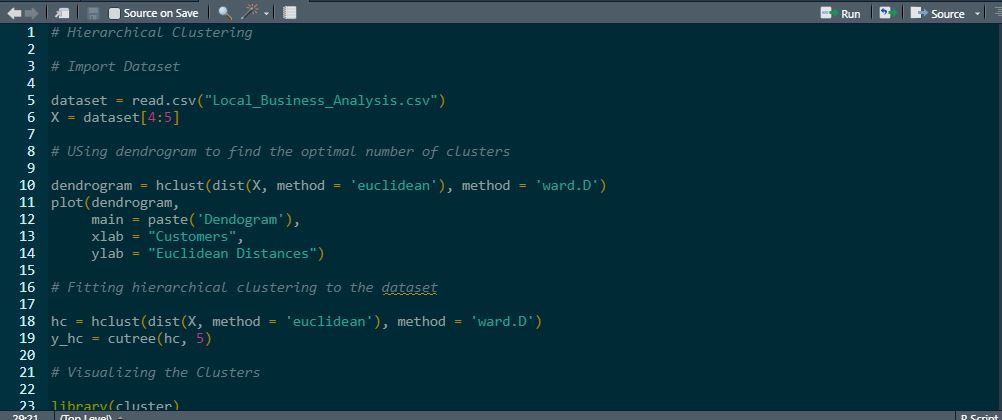 Source on Save Run Source
1 # Hierarchical Clustering
2
3 # Import Dataset
4
5 dataset = read.csv("Local_Business_Analysis.csv")
6 X = dataset[4:5]
7
8 # USing dendrogram to find the optimal number of clusters
9
10 dendrogram = hclust(dist(X, method = 'euclidean'), method = 'ward.D')
11 plot(dendrogram,
12 main = paste('Dendogram'),
13 xlab = "Customers",
14 ylab = "Euclidean Distances")
15
16 # Fitting hierarchical clustering to the dataset
17
18 hc = hclust(dist(X, method = 'euclidean'), method = 'ward.D')
19 y_hc = cutree(hc, 5)
20
21 # Visualizing the Clusters
22
23 library(cluster)
29:21 (Top Level) R Script